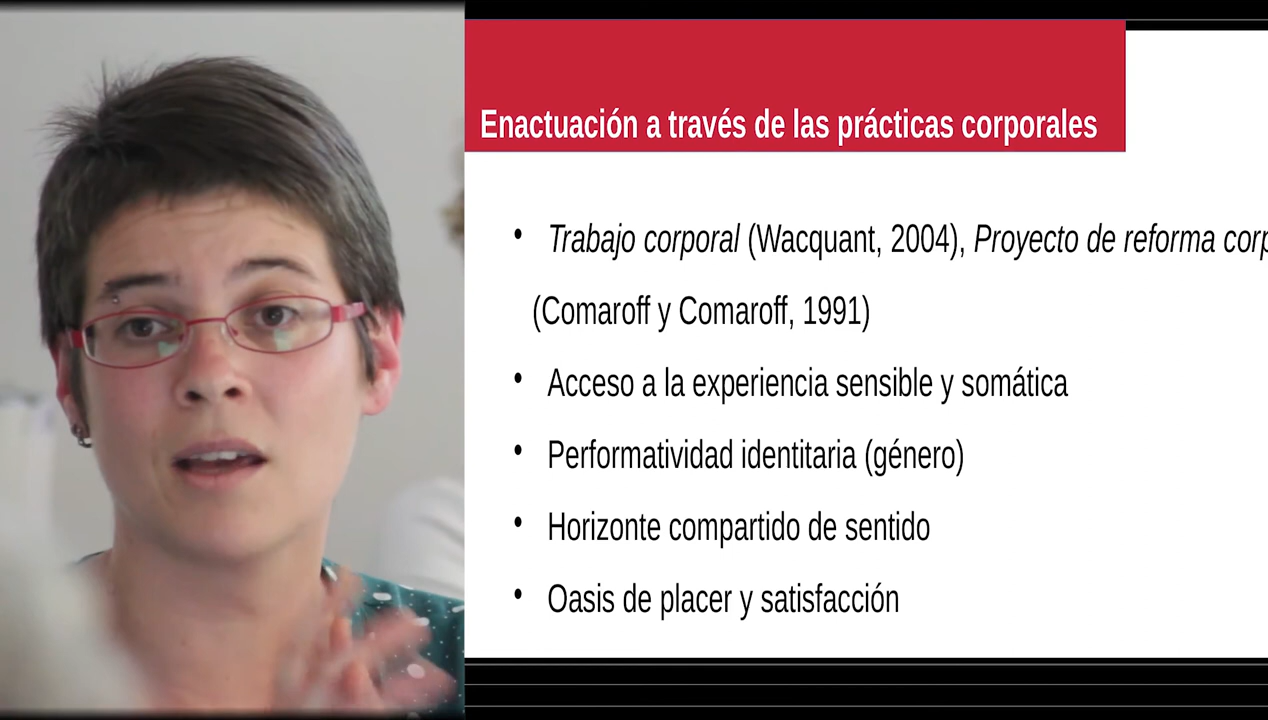 Enactuación a través de las prácticas corporales
• Trabajo corporal (Wacquant, 2004), Proyecto de reforma
(Comaroff y Comaroff, 1991)
• Acceso a la experiencia sensible y somática
• Performatividad identitaria (género)
• Horizonte compartido de sentido
• Oasis de placer y satisfacción